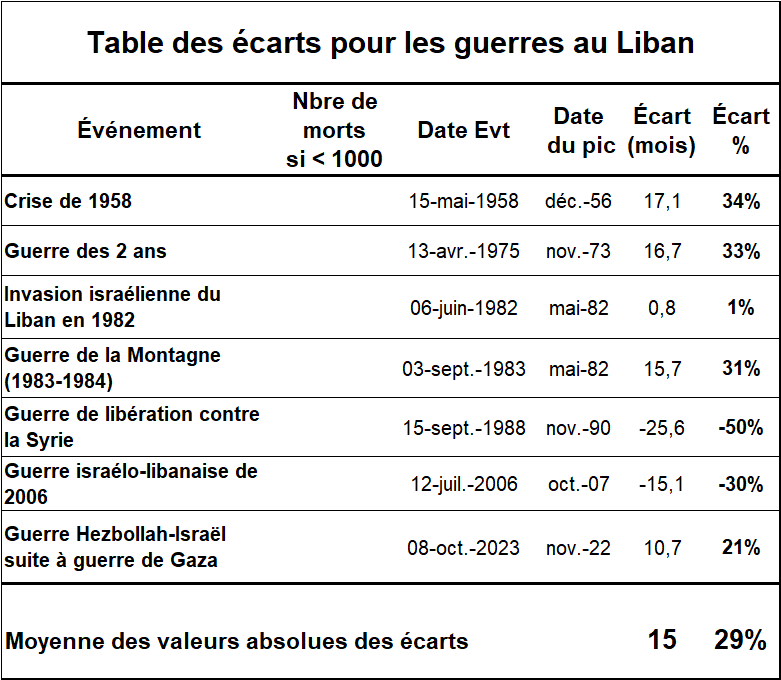 Table des écarts pour les guerres au Liban
Événement
Nbre de
morts
si < 1000
Date Evt
Date
du pic
Écart
(mois)
Écart
%
Crise de 1958 15-mai-1958 déc.-56 17,1 34%
Guerre des 2 ans 13-avr.-1975 nov.-73 16,7 33%
Invasion israélienne du
Liban en 1982 06-juin-1982 mai-82 0,8 1%
Guerre de la Montagne
(1983-1984) 03-sept.-1983 mai-82 15,7 31%
Guerre de libération contre
la Syrie 15-sept.-1988 nov.-90 -25,6 -50%
Guerre israélo-libanaise de
2006 12-juil.-2006 oct.-07 -15,1 -30%
Guerre Hezbollah-Israël
suite à guerre de Gaza 08-oct.-2023 nov.-22 10,7 21%
Moyenne des valeurs absolues des écarts 15 29%